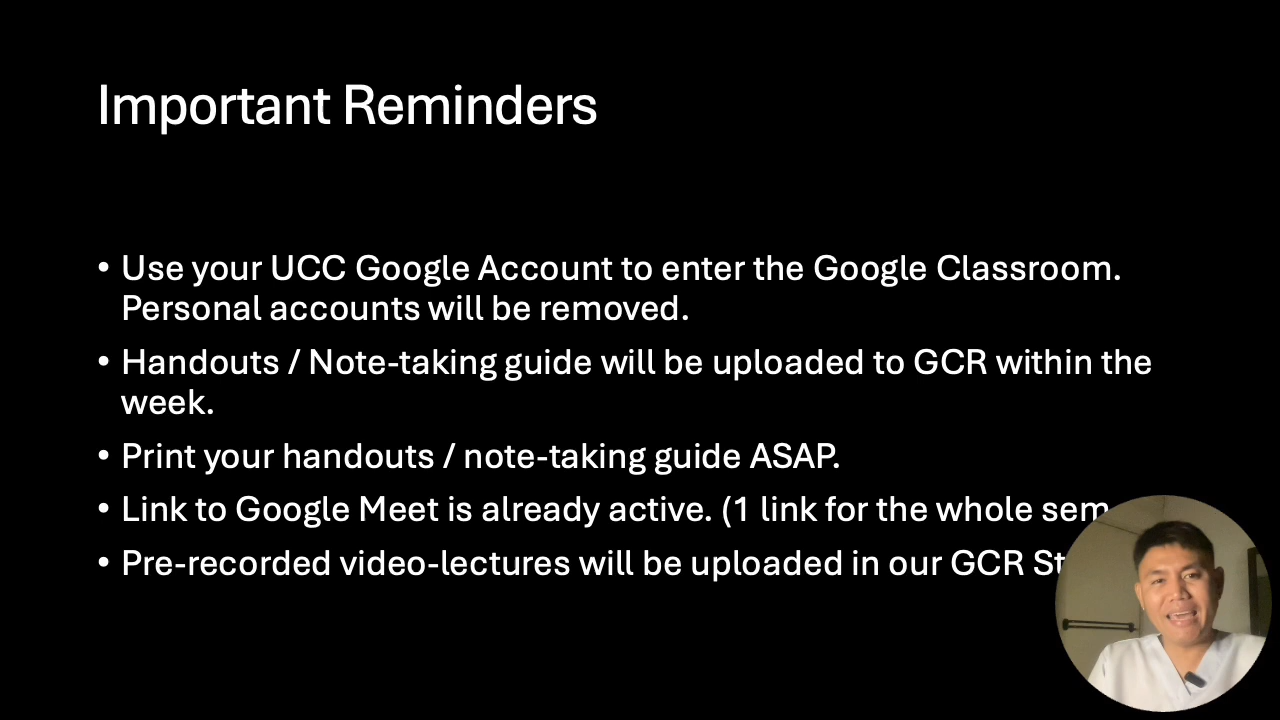 Important Reminders
• Use your UCC Google Account to enter the Google Classroom.
Personal accounts will be removed.
• Handouts / Note-taking guide will be uploaded to GCR within the
week.
• Print your handouts / note-taking guide ASAP.
• Link to Google Meet is already active. (1 link for the whole sem
• Pre-recorded video-lectures will be uploaded in our GCR